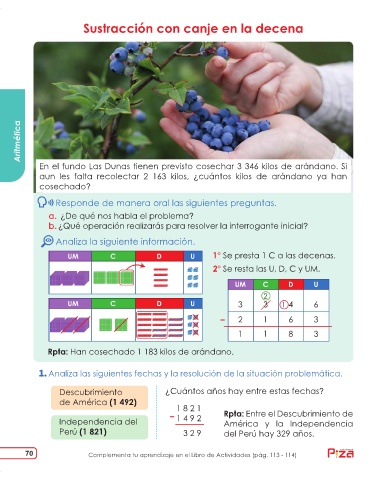 Sustracción con canje en la decena
Aritmética
En el fundo Las Dunas tienen previsto cosechar 3 346 kilos de arándano. Si
aun les falta recolectar 2 163 kilos, ¿cuántos kilos de arándano ya han
cosechado?
Responde de manera oral las siguientes preguntas.
a. ¿De qué nos habla el problema?
b. ¿Qué operación realizarás para resolver la interrogante inicial?
Analiza la siguiente información.
UM C D U
UM C D U
1° Se presta 1 C a las decenas.
2° Se resta las U, D, C y UM.
UM C D U
2
3 3 1 4 6
- 2 1 6 3
1 1 8 3
Rpta: Han cosechado 1 183 kilos de arándano.
1. Analiza las siguientes fechas y la resolución de la situación problemática.
Descubrimiento
de América (1 492)
Independencia del
Perú (1 821)
¿Cuántos años hay entre estas fechas?
1 8 2 1
- 1 4 9 2
3 2 9
Rpta: Entre el Descubrimiento de
América y la Independencia
del Perú hay 329 años.
70
Complementa tu aprendizaje en el Libro de Actividades (pág. 113 - 114)
Piza